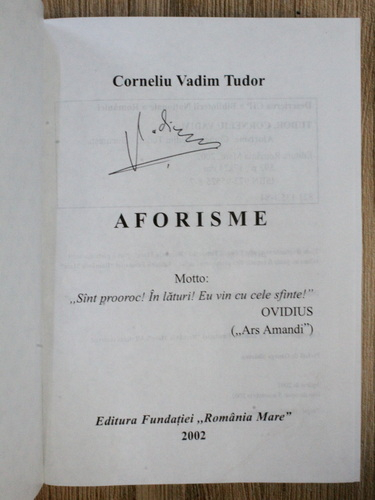 Corneliu Vadim Tudor
Vadim
AFORISME
Motto:
„Sînt prooroc! În lături! Eu vin cu cele sfinte!”
OVIDIUS
(„Ars Amandi”)
Editura Fundației „România Mare”
2002